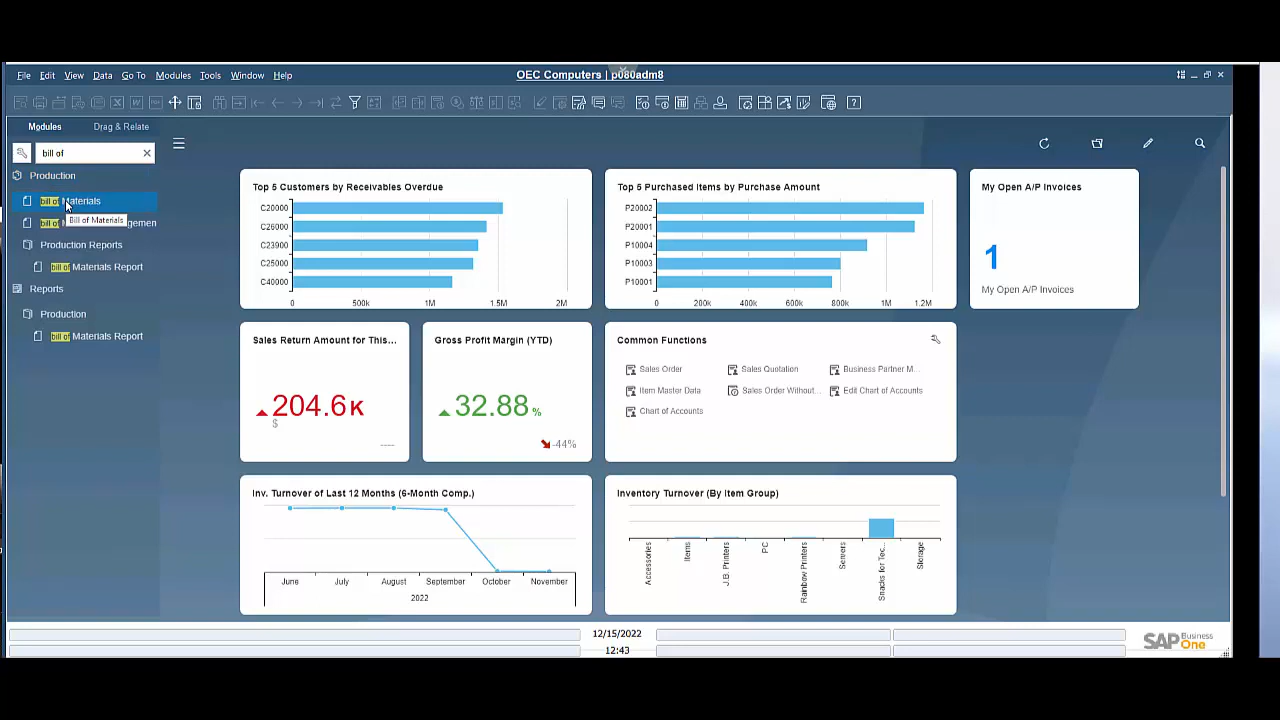 File Edit View Data Go To Modules Tools Window Help
OEC Computers | p080adm8
Modules Drag & Relate
bill of
Production
bill of Materials
Bill of Materials
bill of
Production Reports
bill of Materials Report
Reports
Production
bill of Materials Report
Top 5 Customers by Receivables Overdue
C20000
C26000
C23900
C25000
C40000
0 500k 1M 1.5M 2M
Top 5 Purchased Items by Purchase Amount
P20002
P20001
P10004
P10003
P10001
0 200k 400k 600k 800k 1M 1.2M
My Open A/P Invoices
1
My Open A/P Invoices
Sales Return Amount for This...
204.6K
$
----
Gross Profit Margin (YTD)
32.88 %
-44%
Common Functions
Sales Order Sales Quotation Business Partner M...
Item Master Data Sales Order Without... Edit Chart of Accounts
Chart of Accounts
Inv. Turnover of Last 12 Months (6-Month Comp.)
June July August September October November
2022
Inventory Turnover (By Item Group)
Accessories
Items
J.B. Printers
PC
Rainbow Printers
Servers
Snacks for Tec...
Storage
12/15/2022
12:43
SAP Business One